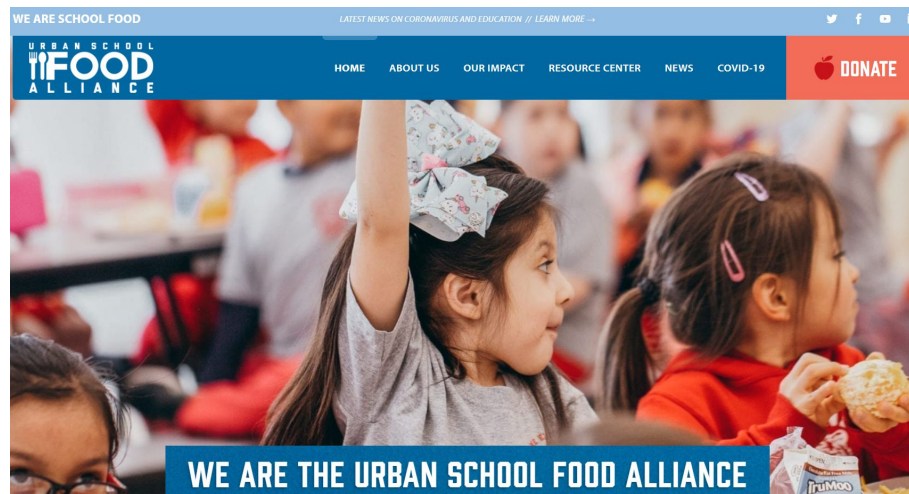 WE ARE SCHOOL FOOD
LATEST NEWS ON CORONAVIRUS AND EDUCATION // LEARN MORE →
URBAN SCHOOL
FOOD
ALLIANCE
HOME ABOUT US OUR IMPACT RESOURCE CENTER NEWS COVID-19
DONATE
WE ARE THE URBAN SCHOOL FOOD ALLIANCE
TruMoo